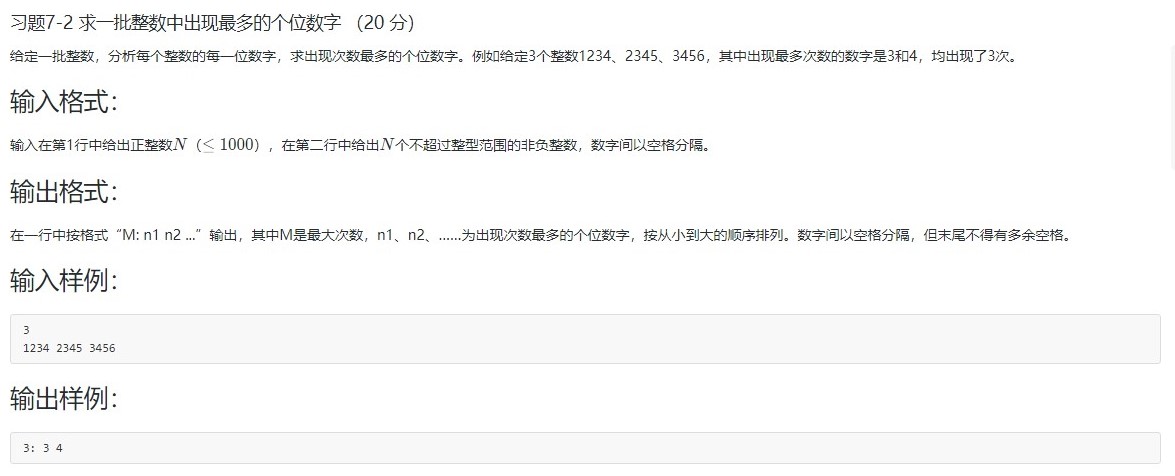 习题7-2 求一批整数中出现最多的个位数字 （20 分）
给定一批整数，分析每个整数的每一位数字，求出现次数最多的个位数字。例如给定3个整数1234、2345、3456，其中出现最多次数的数字是3和4，均出现了3次。
输入格式：
输入在第1行中给出正整数N（≤ 1000），在第二行中给出N个不超过整型范围的非负整数，数字间以空格分隔。
输出格式：
在一行中按格式“M: n1 n2 ...”输出，其中M是最大次数，n1、n2、……为出现次数最多的个位数字，按从小到大的顺序排列。数字间以空格分隔，但末尾不得有多余空格。
输入样例：
3
1234 2345 3456
输出样例：
3: 3 4